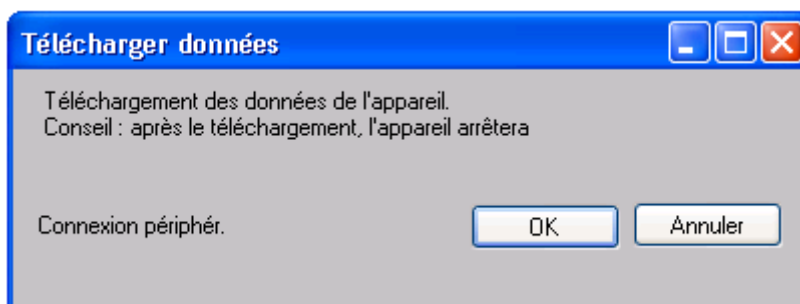 Télécharger données
Téléchargement des données de l'appareil.
Conseil : après le téléchargement, l'appareil arrêtera
Connexion périphér.
OK
Annuler